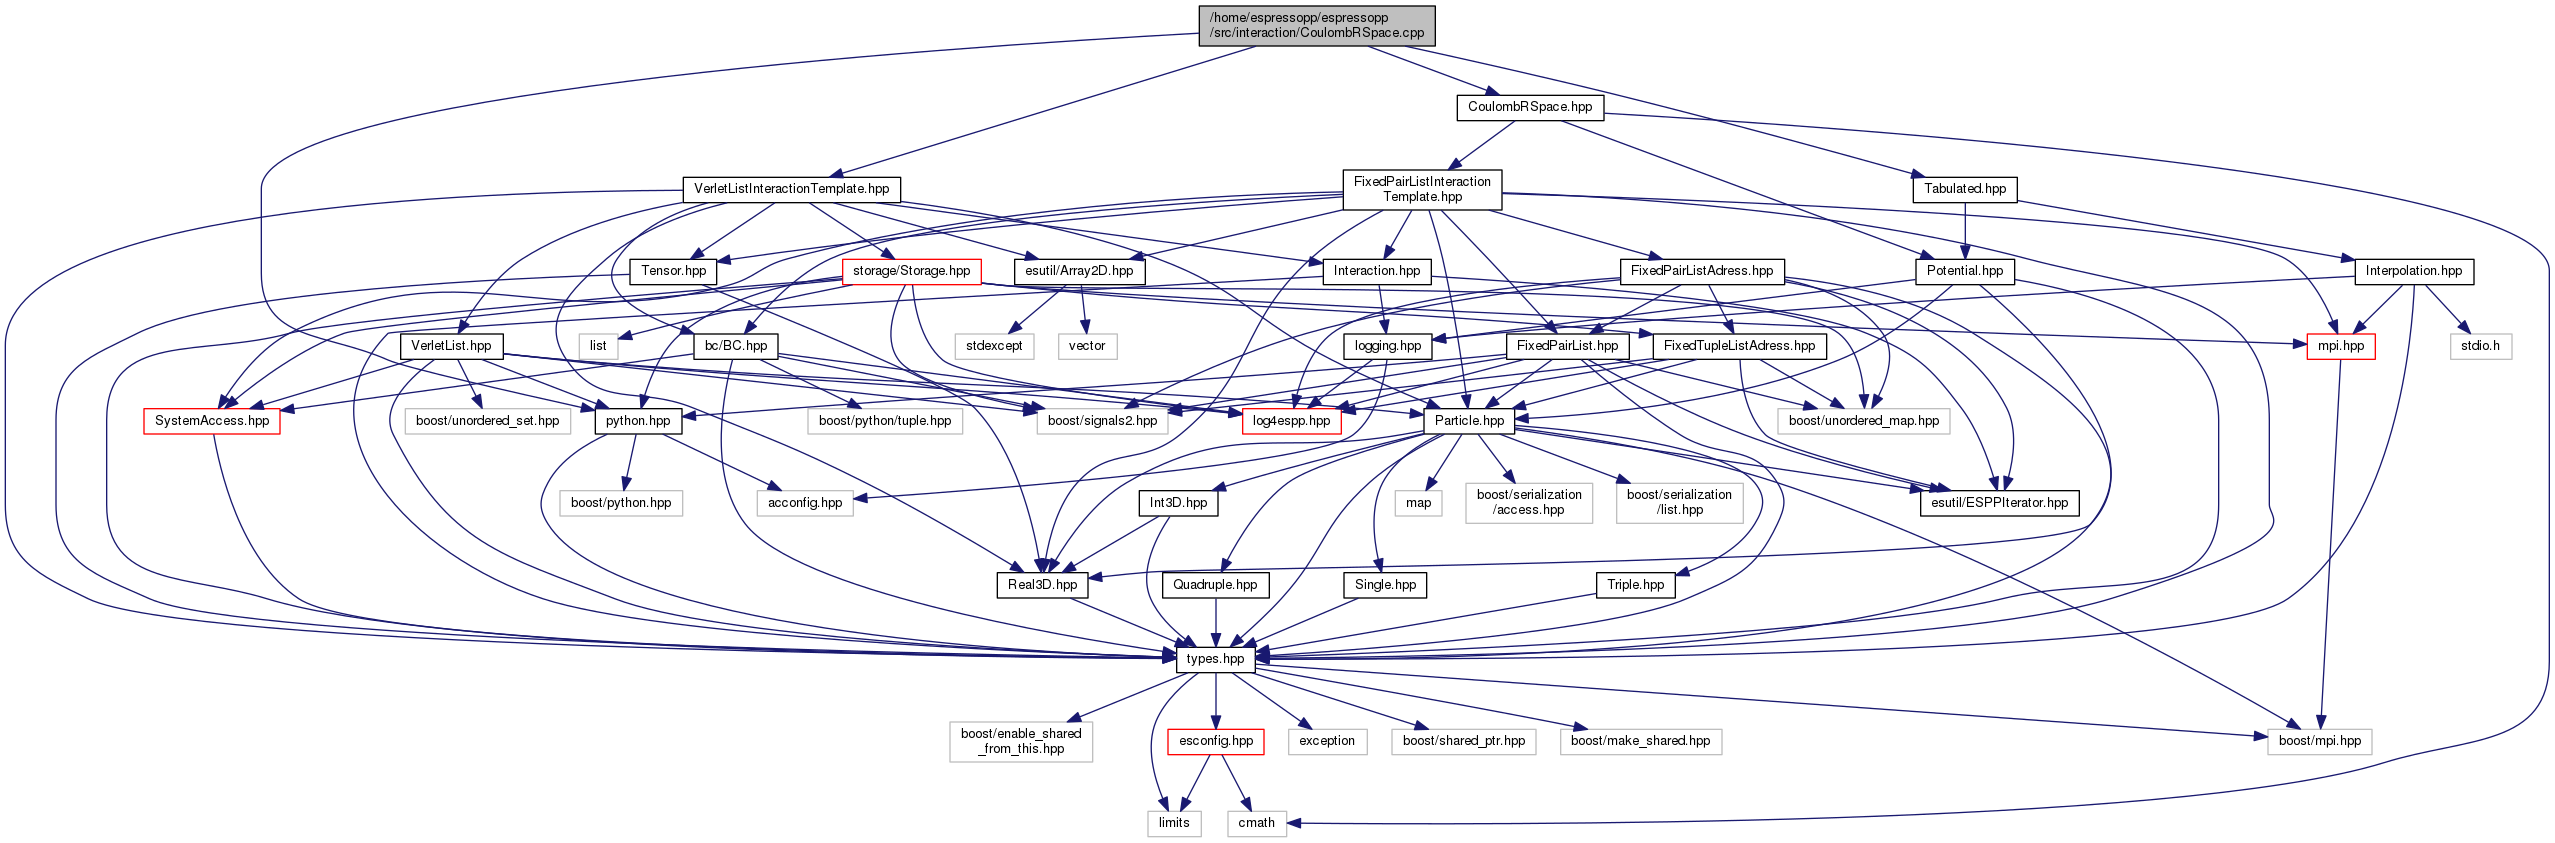 /home/espressopp/espressopp
/src/interaction/CoulombRSpace.cpp
CoulombRSpace.hpp
VerletListInteractionTemplate.hpp
FixedPairListInteraction
Template.hpp
Tabulated.hpp
Tensor.hpp
storage/Storage.hpp
esutil/Array2D.hpp
Interaction.hpp
FixedPairListAdress.hpp
Potential.hpp
Interpolation.hpp
VerletList.hpp
list
bc/BC.hpp
stdexcept
vector
logging.hpp
FixedPairList.hpp
FixedTupleListAdress.hpp
mpi.hpp
stdio.h
SystemAccess.hpp
boost/unordered_set.hpp
python.hpp
boost/python/tuple.hpp
boost/signals2.hpp
log4espp.hpp
Particle.hpp
boost/unordered_map.hpp
boost/python.hpp
acconfig.hpp
Int3D.hpp
map
boost/serialization
/access.hpp
boost/serialization
/list.hpp
esutil/ESPPIterator.hpp
Real3D.hpp
Quadruple.hpp
Single.hpp
Triple.hpp
types.hpp
boost/enable_shared
_from_this.hpp
esconfig.hpp
exception
boost/shared_ptr.hpp
boost/make_shared.hpp
boost/mpi.hpp
limits
cmath